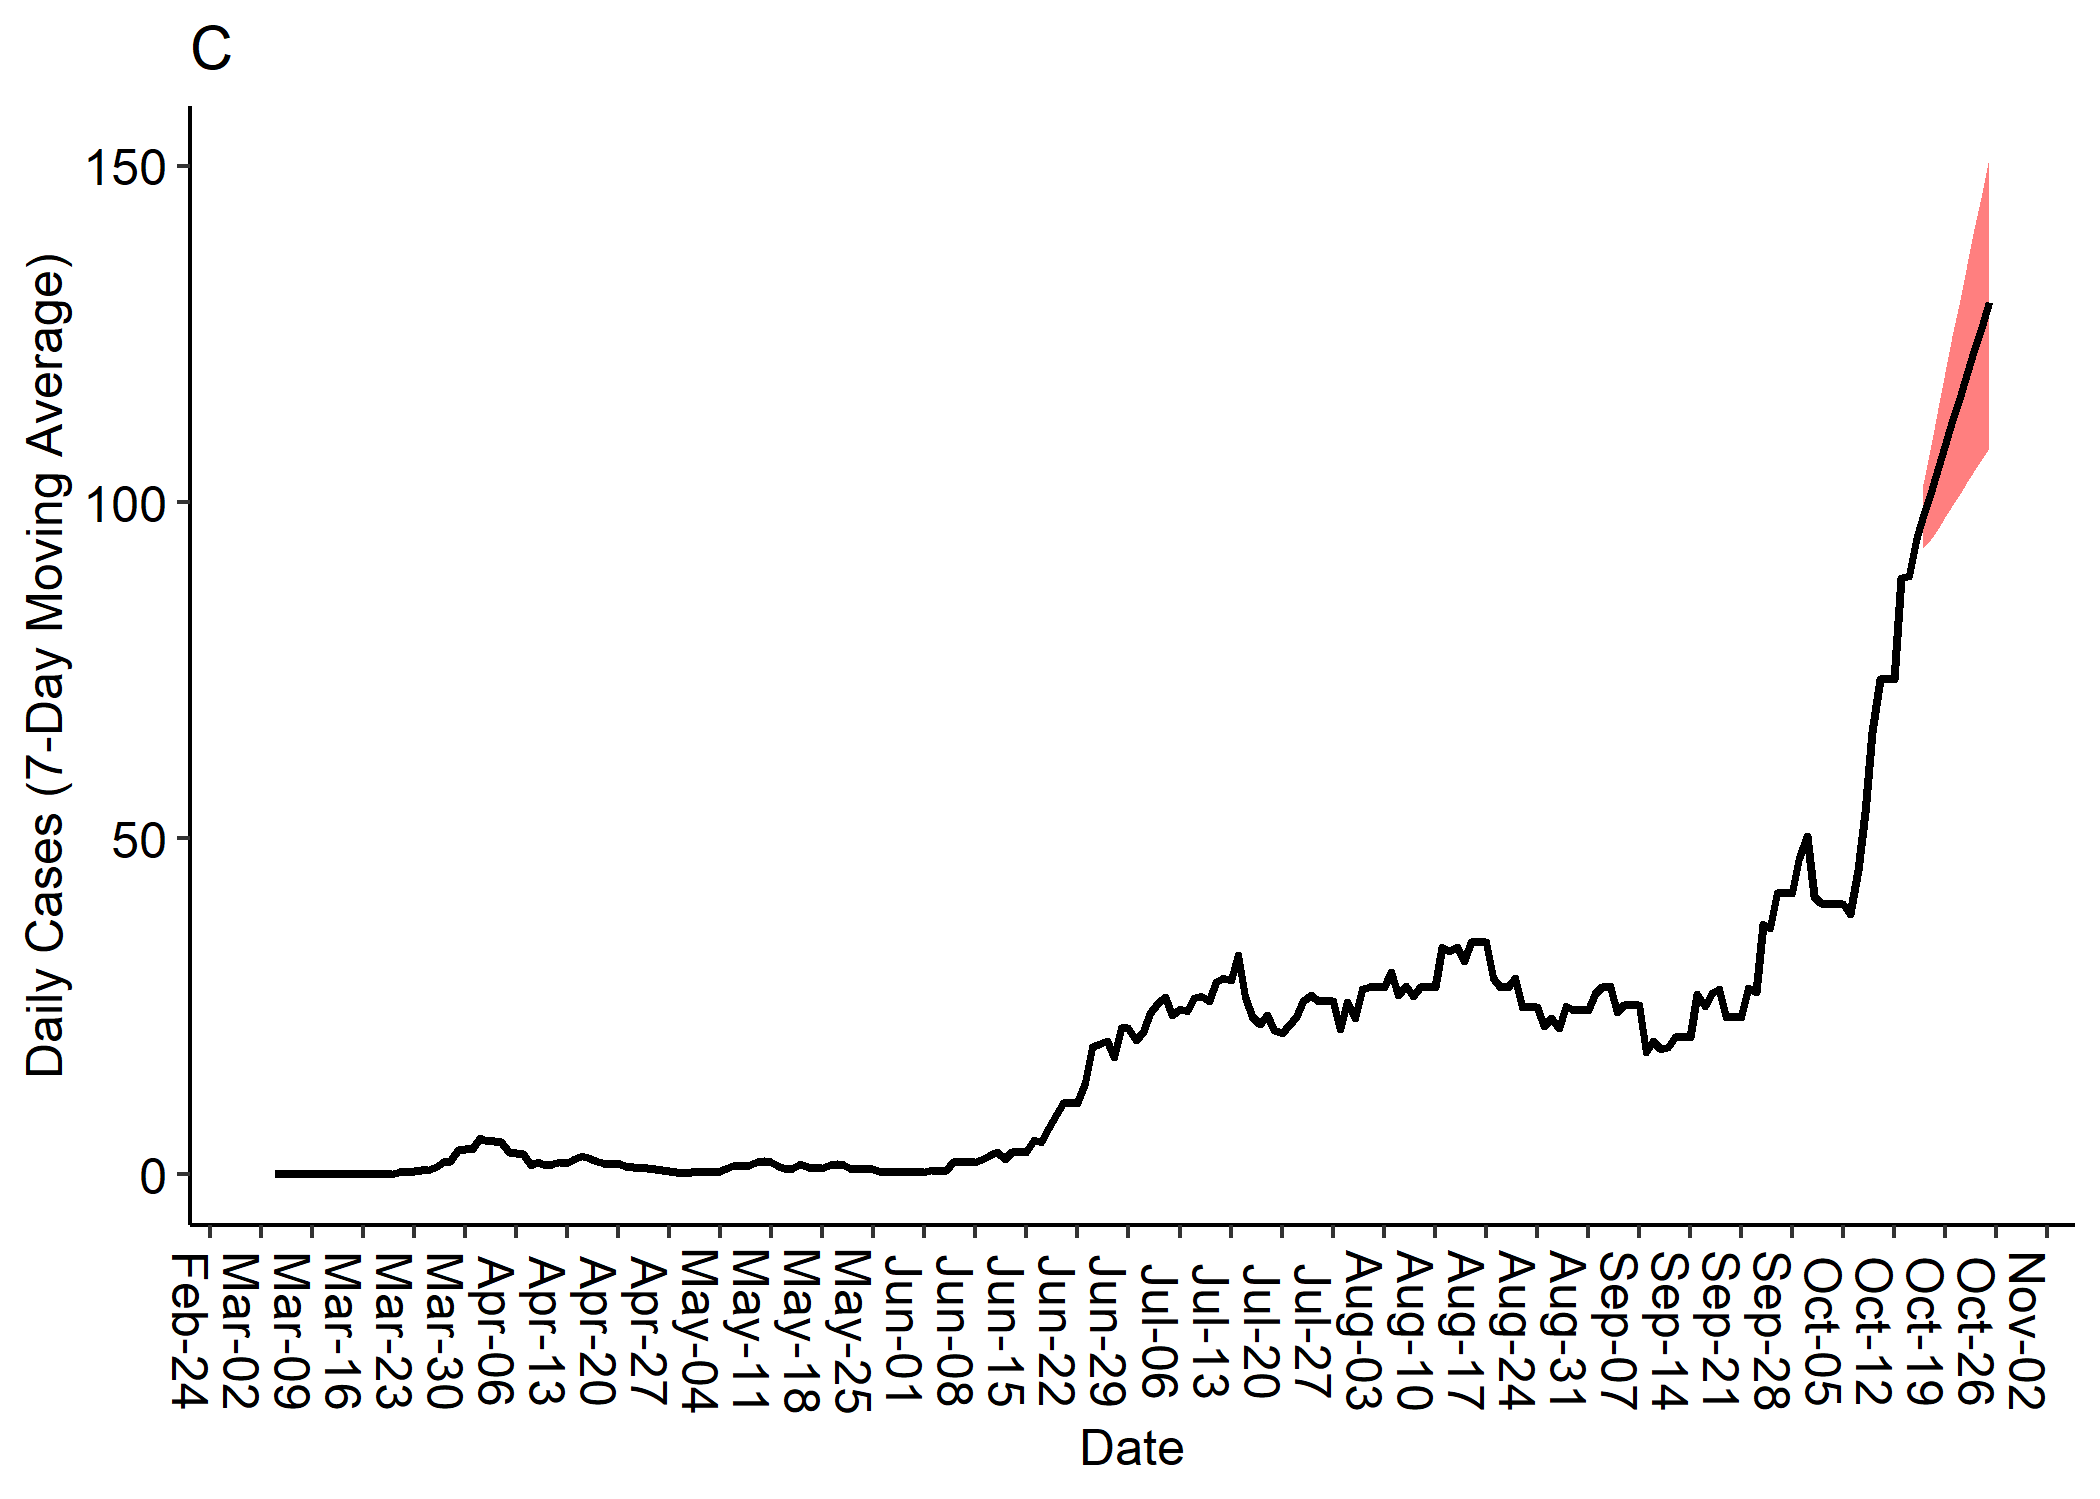 C
Daily Cases (7-Day Moving Average)
150
100
50
0
Feb-24
Mar-02
Mar-09
Mar-16
Mar-23
Mar-30
Apr-06
Apr-13
Apr-20
Apr-27
May-04
May-11
May-18
May-25
Jun-01
Jun-08
Jun-15
Jun-22
Jun-29
Jul-06
Jul-13
Jul-20
Jul-27
Aug-03
Aug-10
Aug-17
Aug-24
Aug-31
Sep-07
Sep-14
Sep-21
Sep-28
Oct-05
Oct-12
Oct-19
Oct-26
Nov-02
Date